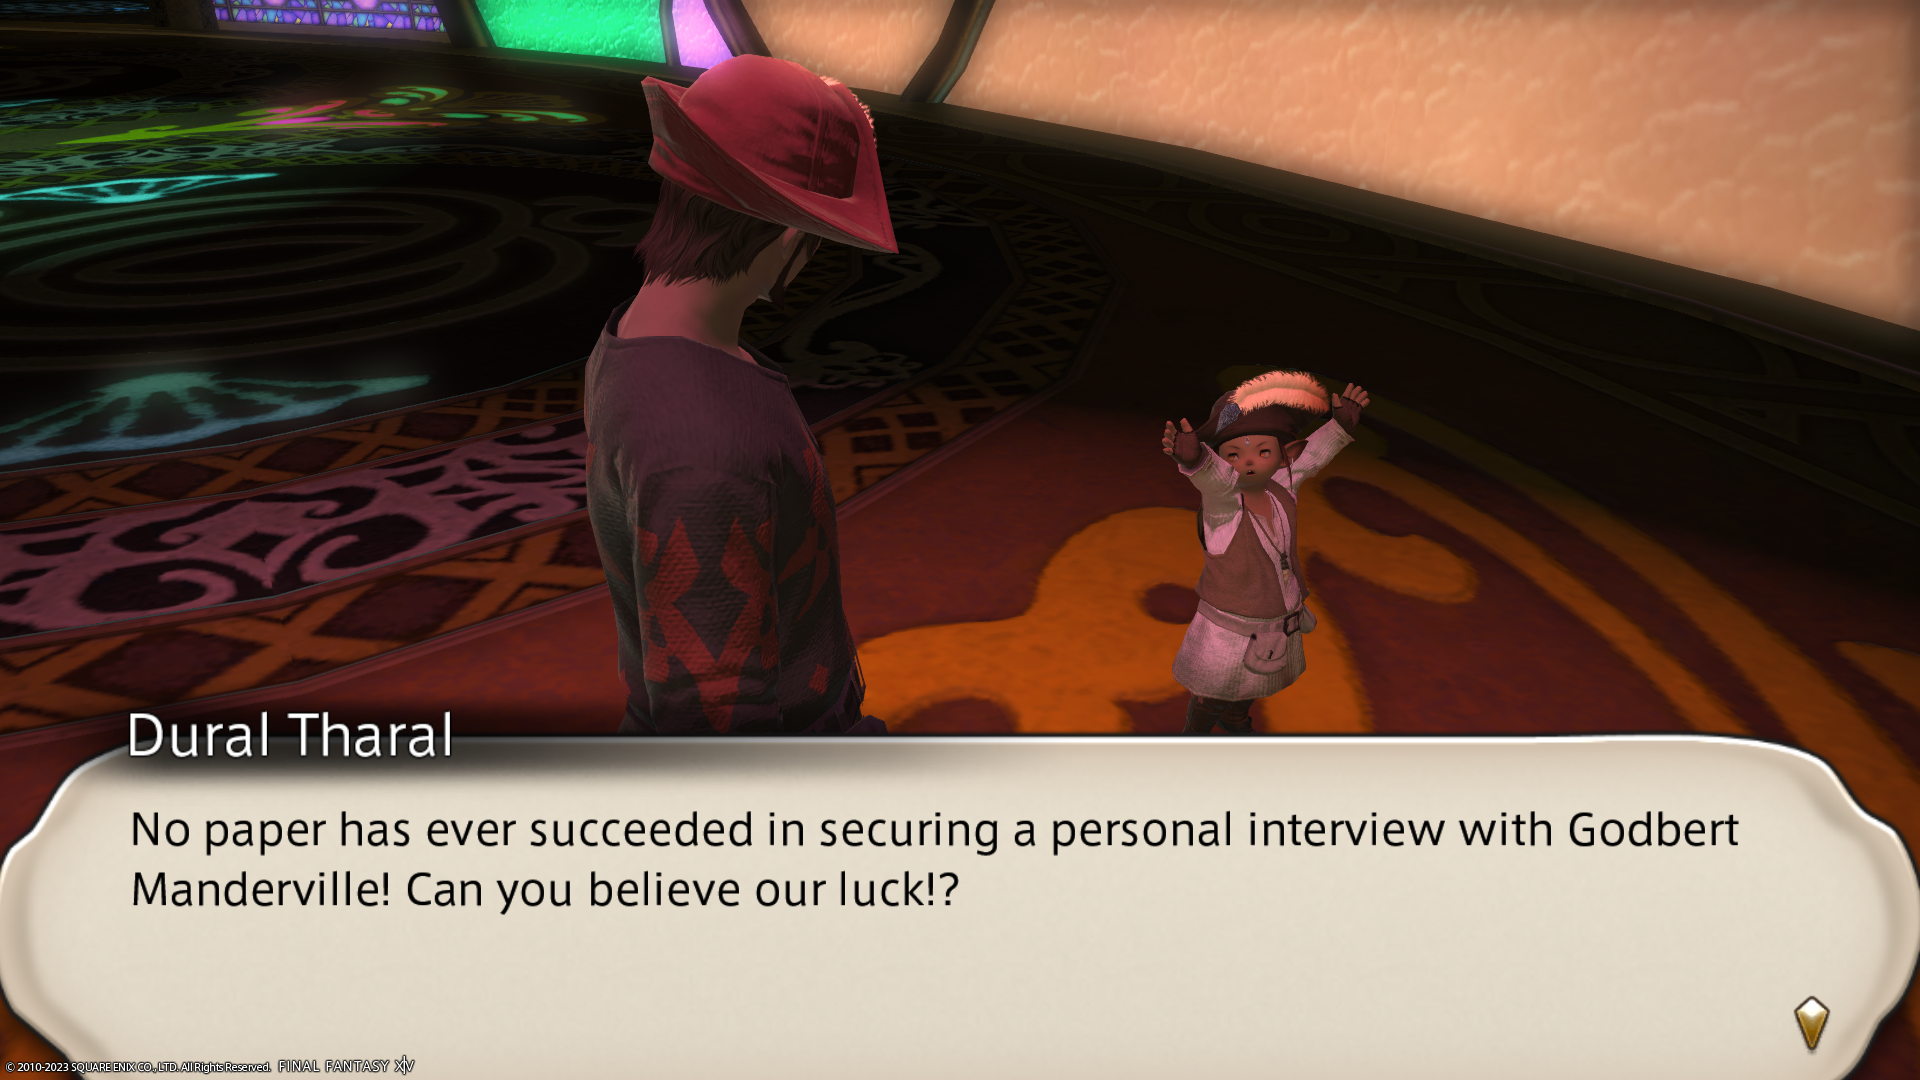 Dural Tharal
No paper has ever succeeded in securing a personal interview with Godbert
Manderville! Can you believe our luck!?
© 2010-2023 SQUARE ENIX CO., LTD. All Rights Reserved. FINAL FANTASY XIV